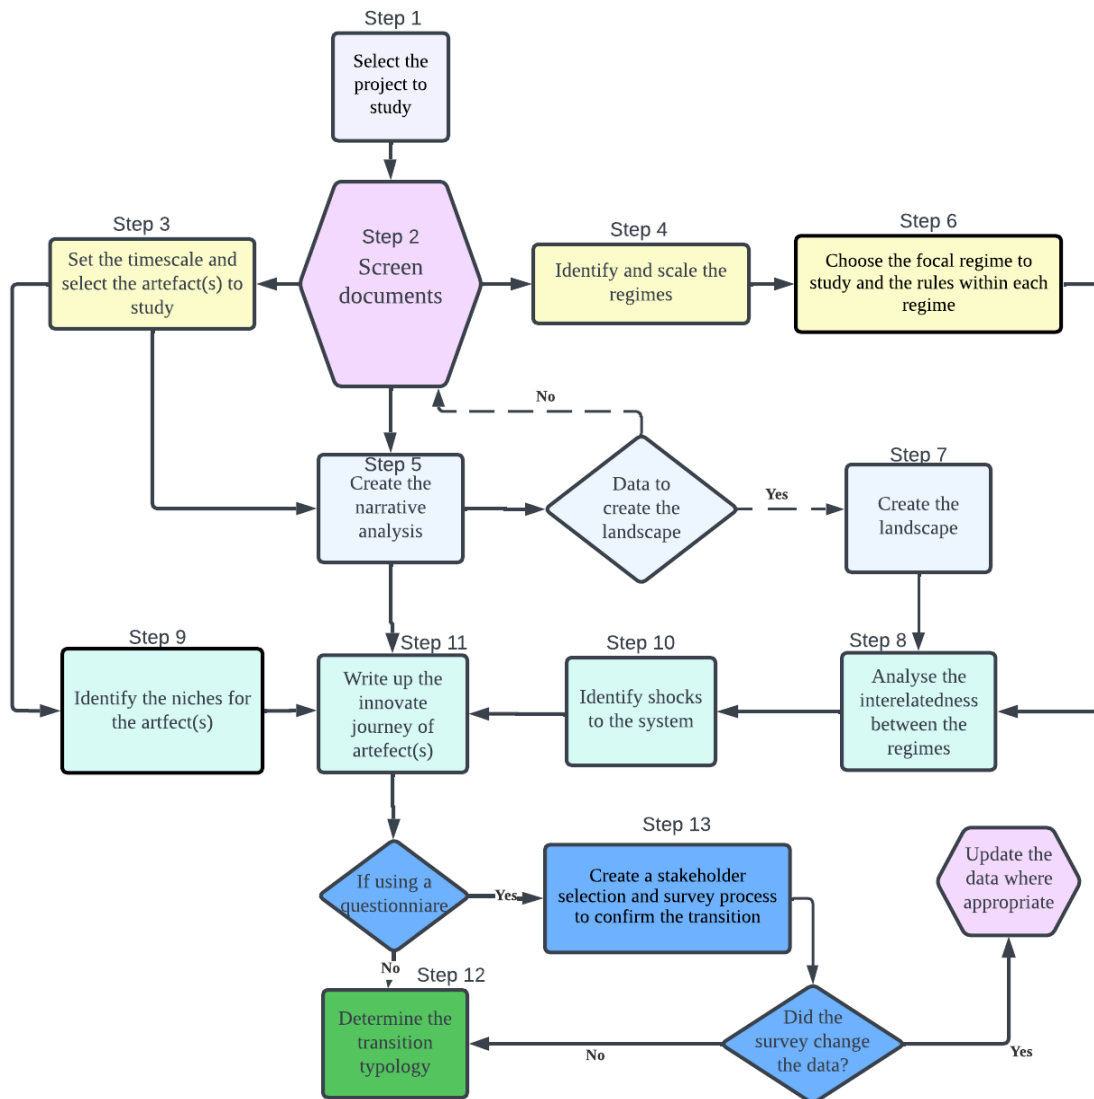 Step 1
Select the
project to
study
Step 2
Screen
documents
Step 3
Set the timescale and
select the artefact(s) to
study
Step 4
Identify and scale the
regimes
Step 6
Choose the focal regime to
study and the rules within each
regime
No
Step 5
Create the
narrative
analysis
Data to
create the
landscape
Yes
Step 7
Create the
landscape
Step 9
Identify the niches for
the artfect(s)
Step 11
Write up the
innovate
journey of
artefect(s)
Step 10
Identify shocks
to the system
Step 8
Analyse the
interelatedness
between the
regimes
If using a
questionniare
Yes
Step 13
Create a stakeholder
selection and survey process
to confirm the transition
Update the
data where
appropriate
No
Step 12
Determine the
transition
typology
No
Did the
survey change
the data?
Yes